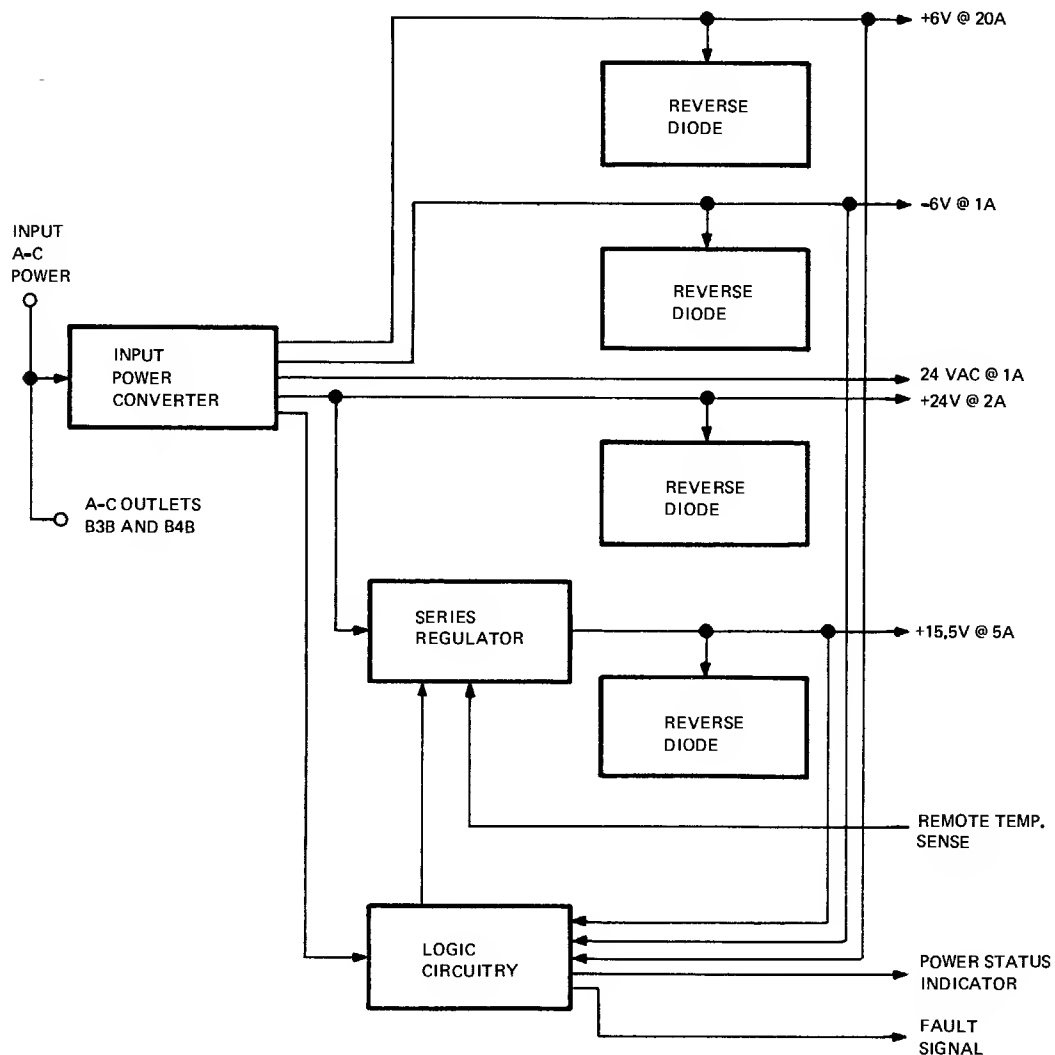 +6V @ 20A
REVERSE
DIODE
-6V @ 1A
INPUT
A-C
POWER
REVERSE
DIODE
INPUT
POWER
CONVERTER
24 VAC @ 1A
+24V @ 2A
REVERSE
DIODE
A-C OUTLETS
B3B AND B4B
SERIES
REGULATOR
+15.5V @ 5A
REVERSE
DIODE
REMOTE TEMP.
SENSE
LOGIC
CIRCUITRY
POWER STATUS
INDICATOR
FAULT
SIGNAL